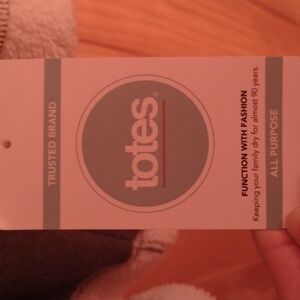 TRUSTED BRAND
totes®
FUNCTION WITH FASHION
Keeping your family dry for almost 90 years.
ALL PURPOSE